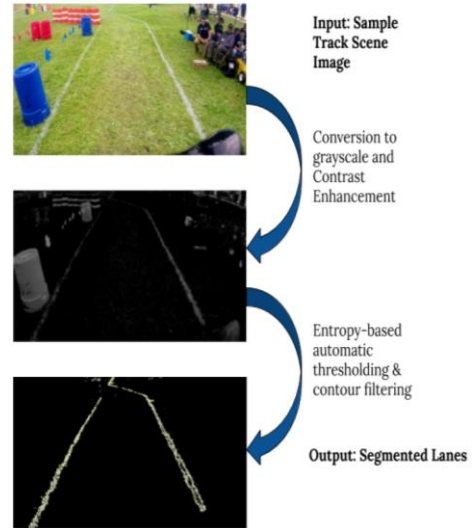 Input: Sample
Track Scene
Image
Conversion to
grayscale and
Contrast
Enhancement
Entropy-based
automatic
thresholding &
contour filtering
Output: Segmented Lanes